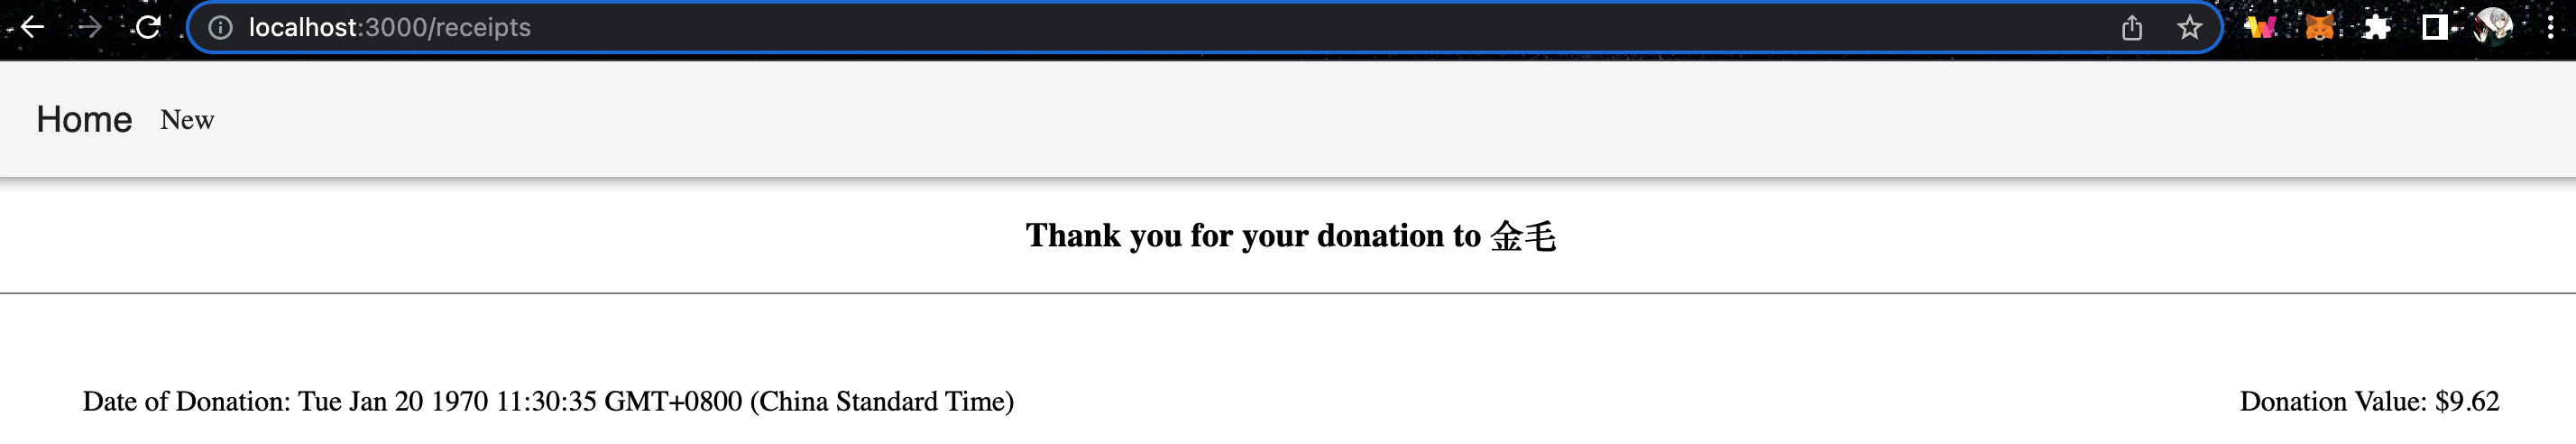 localhost:3000/receipts
Home New
Thank you for your donation to 金毛
Date of Donation: Tue Jan 20 1970 11:30:35 GMT+0800 (China Standard Time) Donation Value: $9.62